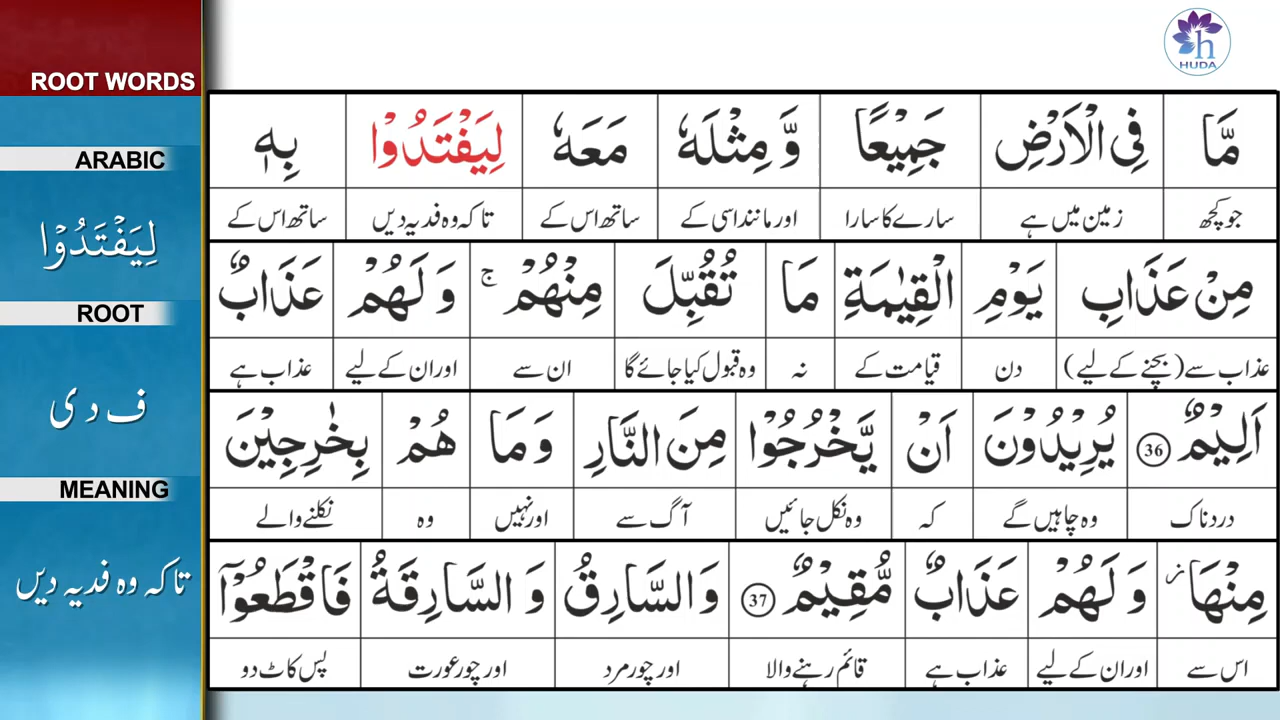 ROOT WORDS
ARABIC
لِيَفْتَدُوْا
ROOT
ف د ی
MEANING
تاکہ وہ فدیہ دیں
h
HUDA
مَّا فِى الْاَرْضِ جَمِيْعًا وَّ مِثْلَهٗ مَعَهٗ لِيَفْتَدُوْا بِهٖ
جو کچھ زمین میں ہے سارے کا سارا اور مانند اسی کے ساتھ اس کے تاکہ وہ فدیہ دیں ساتھ اس کے
مِنْ عَذَابِ يَوْمِ الْقِيٰمَةِ مَا تُقُبِّلَ مِنْهُمْ ۚ وَ لَهُمْ عَذَابٌ
عذاب سے (بچنے کے لیے) دن قیامت کے نہ وہ قبول کیا جائے گا ان سے اور ان کے لیے عذاب ہے
اَلِيْمٌ 36 يُرِيْدُوْنَ اَنْ يَّخْرُجُوْا مِنَ النَّارِ وَ مَا هُمْ بِخٰرِجِيْنَ
دردناک وہ چاہیں گے کہ وہ نکل جائیں آگ سے اور نہیں وہ نکلنے والے
مِنْهَا ز وَ لَهُمْ عَذَابٌ مُّقِيْمٌ 37 وَ السَّارِقُ وَ السَّارِقَةُ فَاقْطَعُوْٓا
اس سے اور ان کے لیے عذاب ہے قائم رہنے والا اور چور مرد اور چور عورت پس کاٹ دو